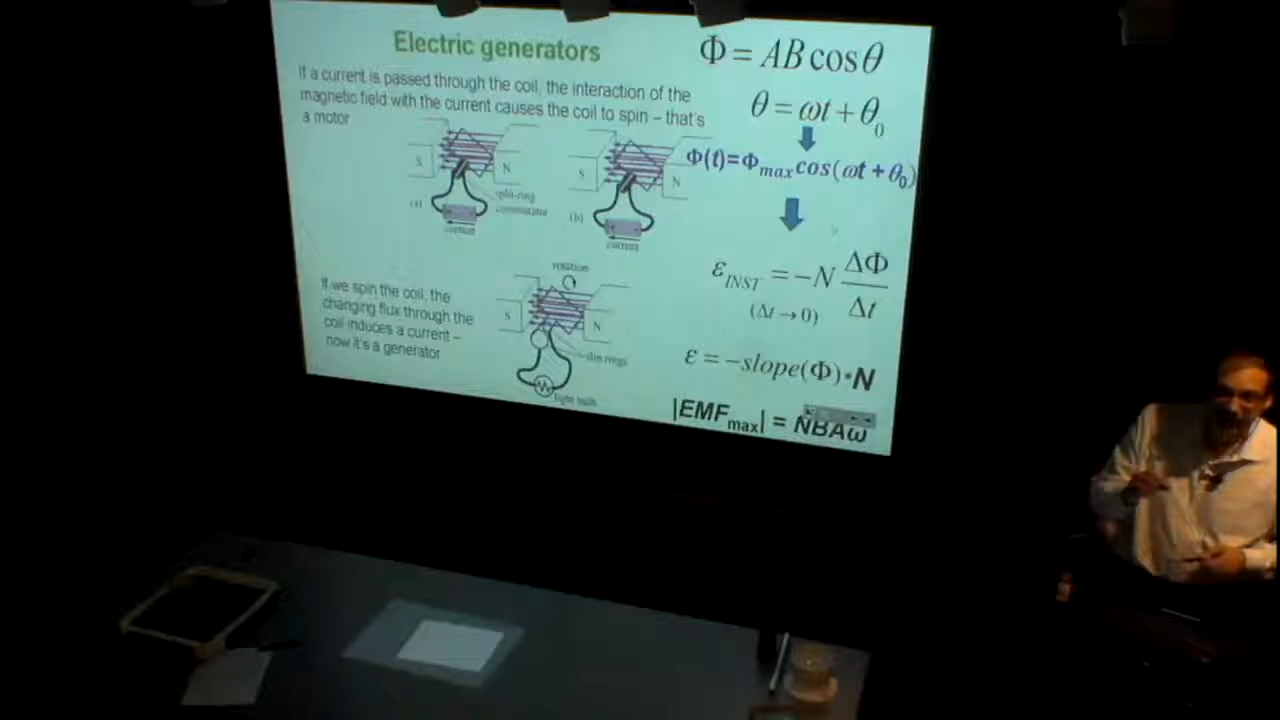 Electric generators
If a current is passed through the coil, the interaction of the
magnetic field with the current causes the coil to spin – that's
a motor
S
N
split-ring
commutator
(a)
current
S
N
(b)
current
If we spin the coil, the
changing flux through the
coil induces a current –
now it's a generator
rotation
S
N
slip rings
light bulb
Φ = AB cos θ
θ = ωt + θ₀
Φ(t)=Φmax cos(ωt + θ₀)
εINST = −N ΔΦ/Δt
(Δt → 0)
ε = −slope(Φ)•N
|EMFmax| = NBAω